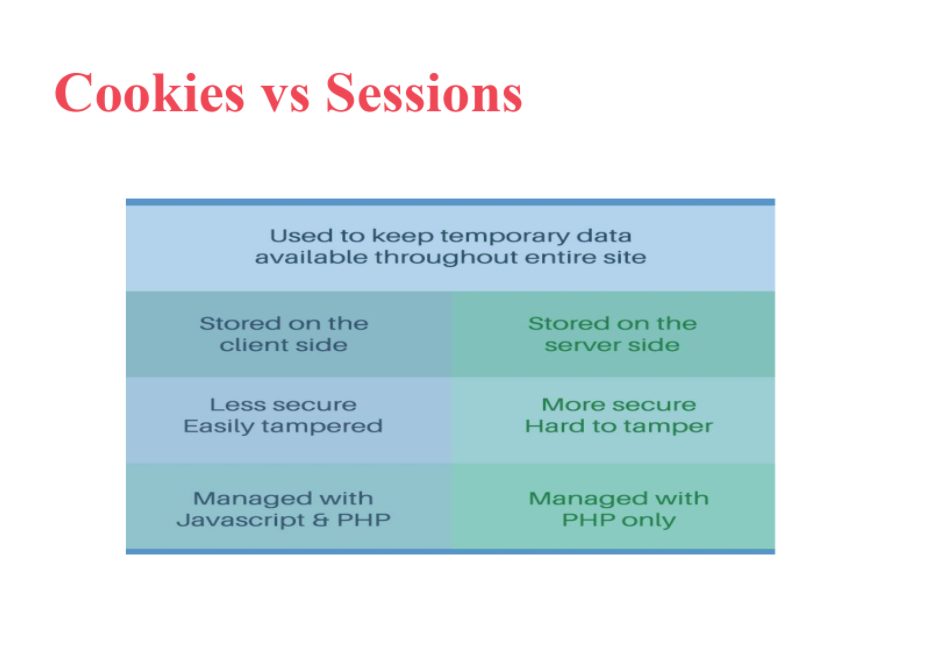 Cookies vs Sessions
Used to keep temporary data
available throughout entire site
Stored on the
client side
Stored on the
server side
Less secure
Easily tampered
More secure
Hard to tamper
Managed with
Javascript & PHP
Managed with
PHP only